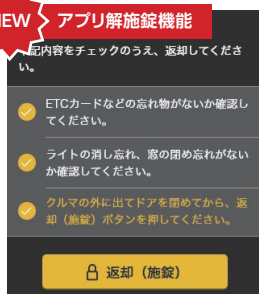 NEW アプリ解施錠機能
下記内容をチェックのうえ、返却してくださ
い。
ETCカードなどの忘れ物がないか確認し
てください。
ライトの消し忘れ、窓の閉め忘れがない
か確認してください。
クルマの外に出てドアを閉めてから、返
却（施錠）ボタンを押してください。
返却（施錠）